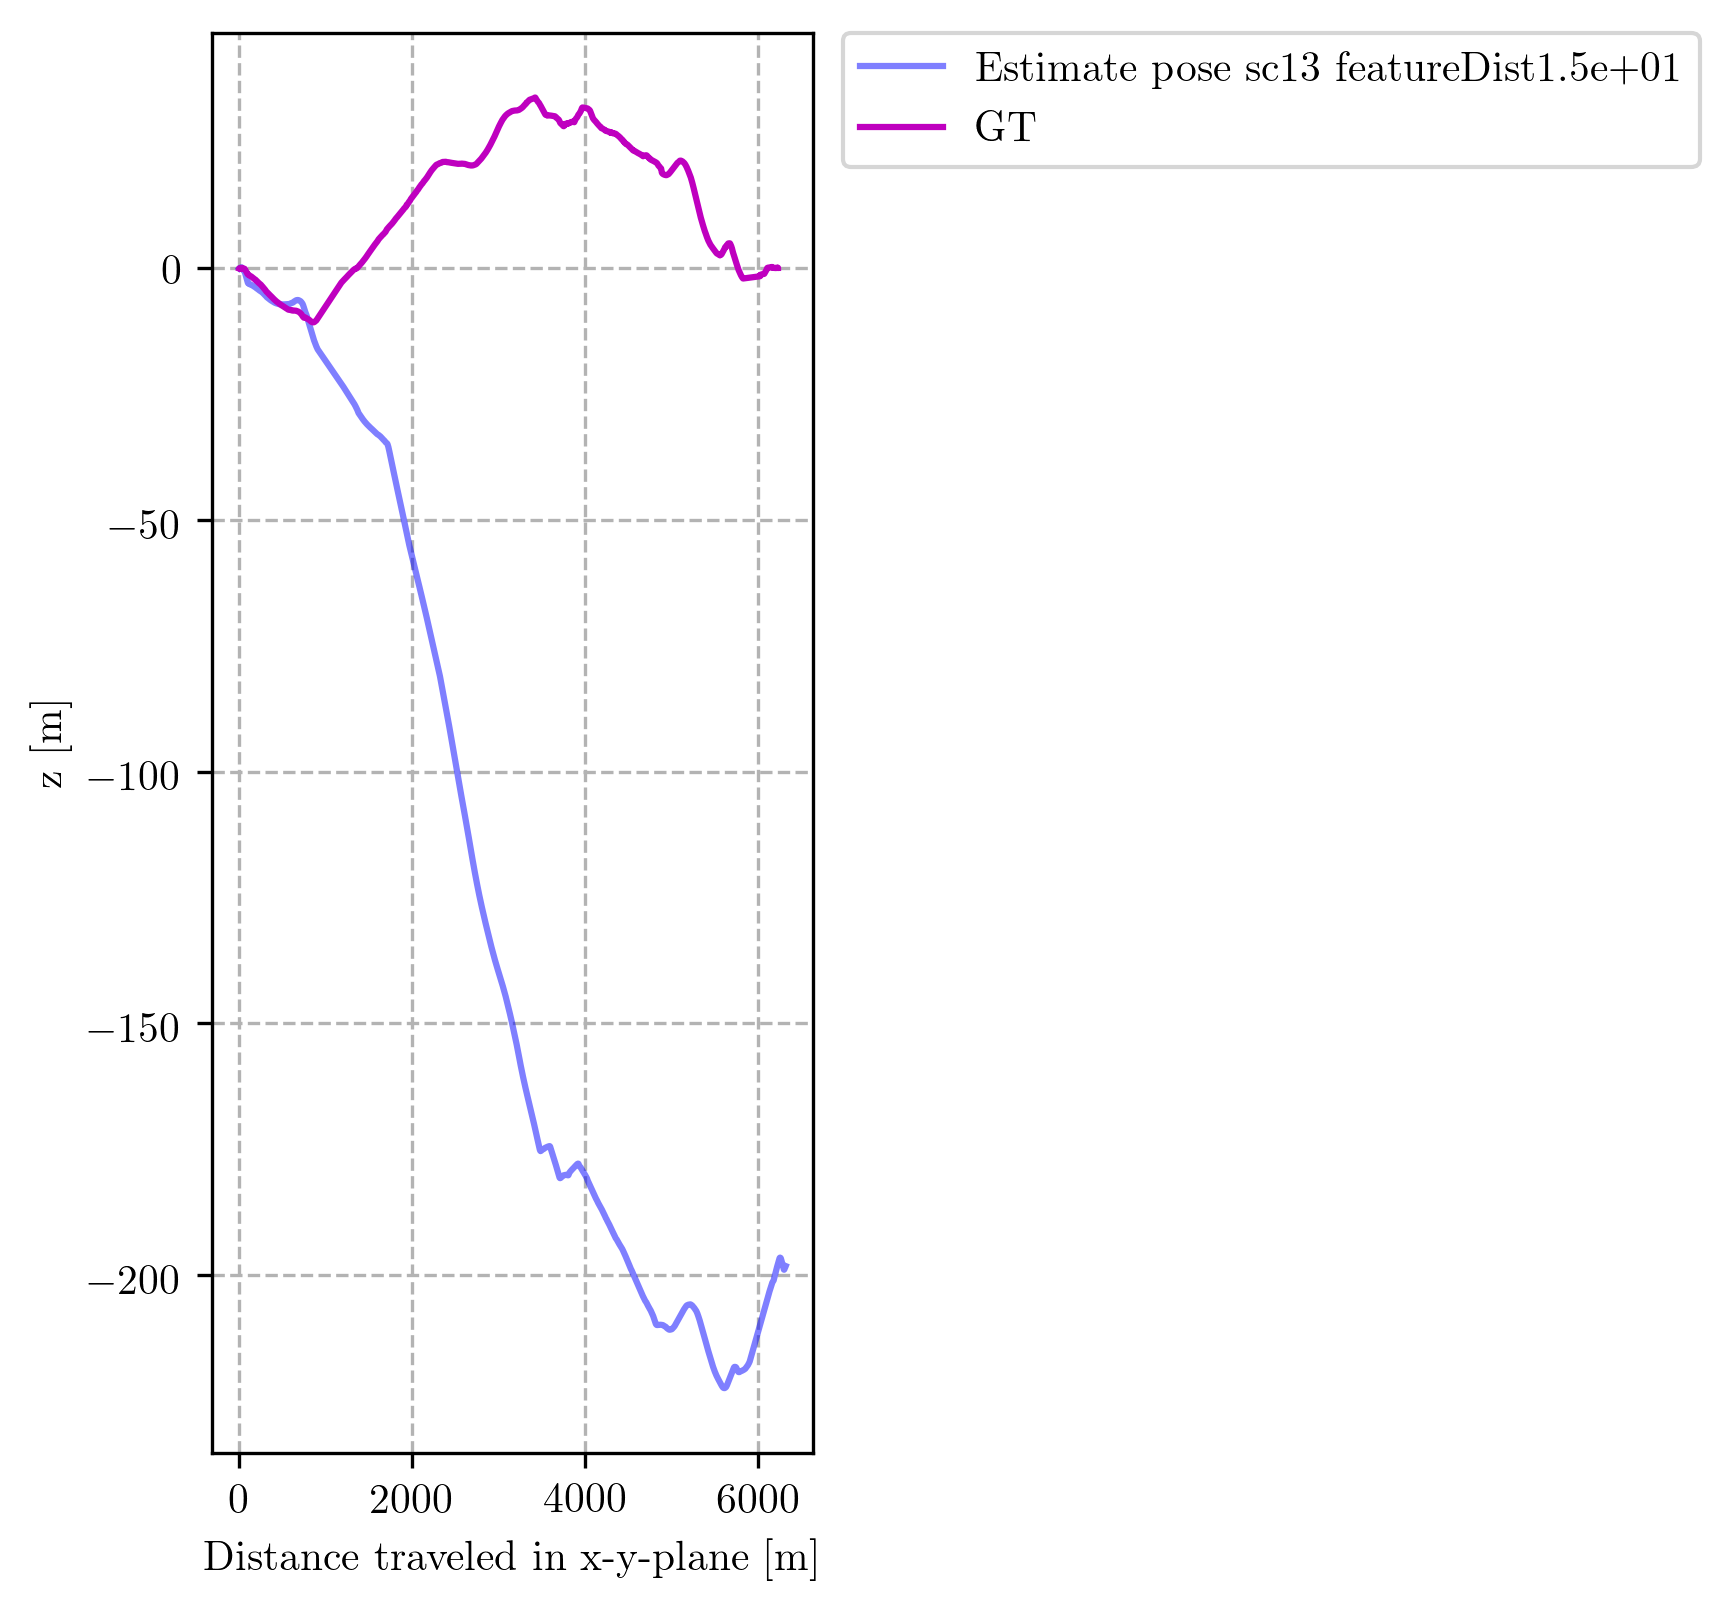 Estimate pose sc13 featureDist1.5e+01
GT
0
−50
−100
−150
−200
z [m]
0 2000 4000 6000
Distance traveled in x-y-plane [m]